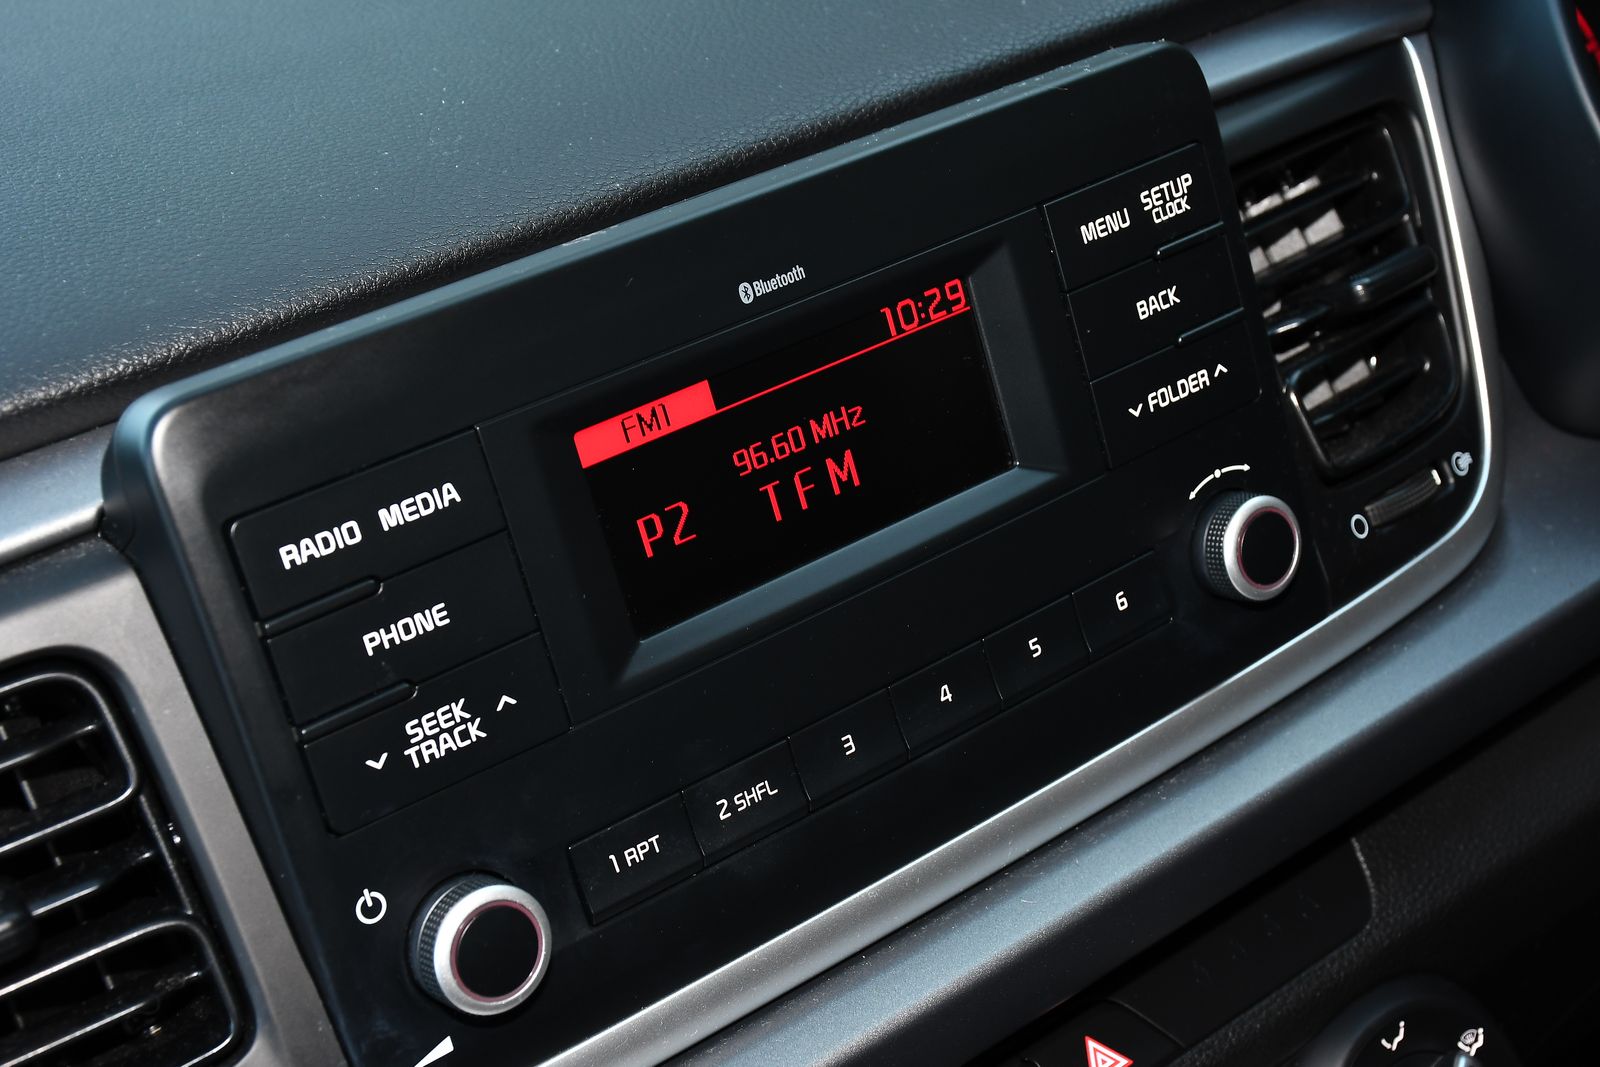 Bluetooth
10:29
FM1
96.60 MHz
P2 TFM
RADIO MEDIA
PHONE
SEEK
TRACK
MENU SETUP
CLOCK
BACK
FOLDER
1 RPT
2 SHFL
3
4
5
6